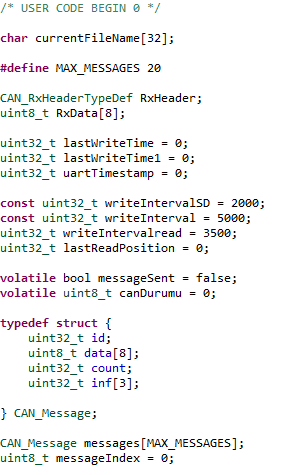 /* USER CODE BEGIN 0 */
char currentFileName[32];
#define MAX_MESSAGES 20
CAN_RxHeaderTypeDef RxHeader;
uint8_t RxData[8];
uint32_t lastWriteTime = 0;
uint32_t lastWriteTime1 = 0;
uint32_t uartTimestamp = 0;
const uint32_t writeIntervalSD = 2000;
const uint32_t writeInterval = 5000;
uint32_t writeIntervalread = 3500;
uint32_t lastReadPosition = 0;
volatile bool messageSent = false;
volatile uint8_t canDurumu = 0;
typedef struct {
    uint32_t id;
    uint8_t data[8];
    uint32_t count;
    uint32_t inf[3];
} CAN_Message;
CAN_Message messages[MAX_MESSAGES];
uint8_t messageIndex = 0;